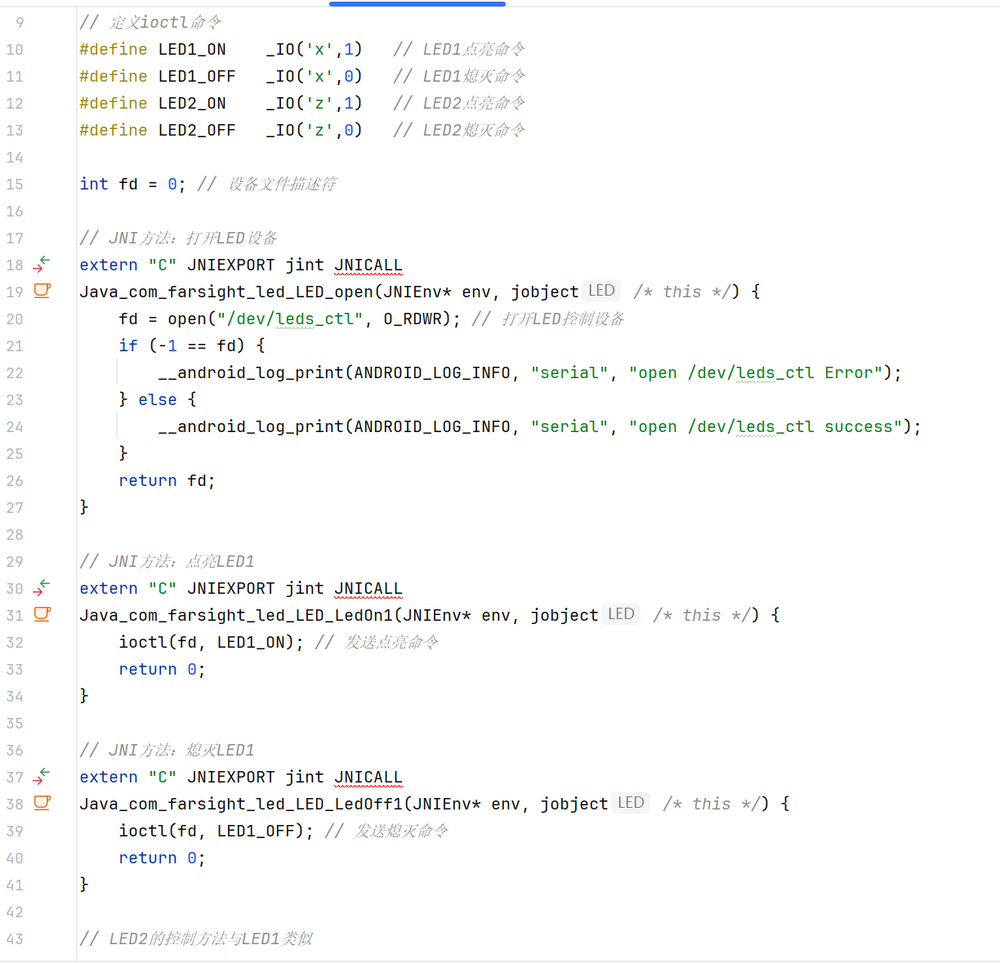 9 // 定义ioctl命令
10 #define LED1_ON    _IO('x',1)   // LED1点亮命令
11 #define LED1_OFF   _IO('x',0)   // LED1熄灭命令
12 #define LED2_ON    _IO('z',1)   // LED2点亮命令
13 #define LED2_OFF   _IO('z',0)   // LED2熄灭命令
14
15 int fd = 0; // 设备文件描述符
16
17 // JNI方法：打开LED设备
18 extern "C" JNIEXPORT jint JNICALL
19 Java_com_farsight_led_LED_open(JNIEnv* env, jobject LED /* this */) {
20     fd = open("/dev/leds_ctl", O_RDWR); // 打开LED控制设备
21     if (-1 == fd) {
22         __android_log_print(ANDROID_LOG_INFO, "serial", "open /dev/leds_ctl Error");
23     } else {
24         __android_log_print(ANDROID_LOG_INFO, "serial", "open /dev/leds_ctl success");
25     }
26     return fd;
27 }
28
29 // JNI方法：点亮LED1
30 extern "C" JNIEXPORT jint JNICALL
31 Java_com_farsight_led_LED_LedOn1(JNIEnv* env, jobject LED /* this */) {
32     ioctl(fd, LED1_ON); // 发送点亮命令
33     return 0;
34 }
35
36 // JNI方法：熄灭LED1
37 extern "C" JNIEXPORT jint JNICALL
38 Java_com_farsight_led_LED_LedOff1(JNIEnv* env, jobject LED /* this */) {
39     ioctl(fd, LED1_OFF); // 发送熄灭命令
40     return 0;
41 }
42
43 // LED2的控制方法与LED1类似